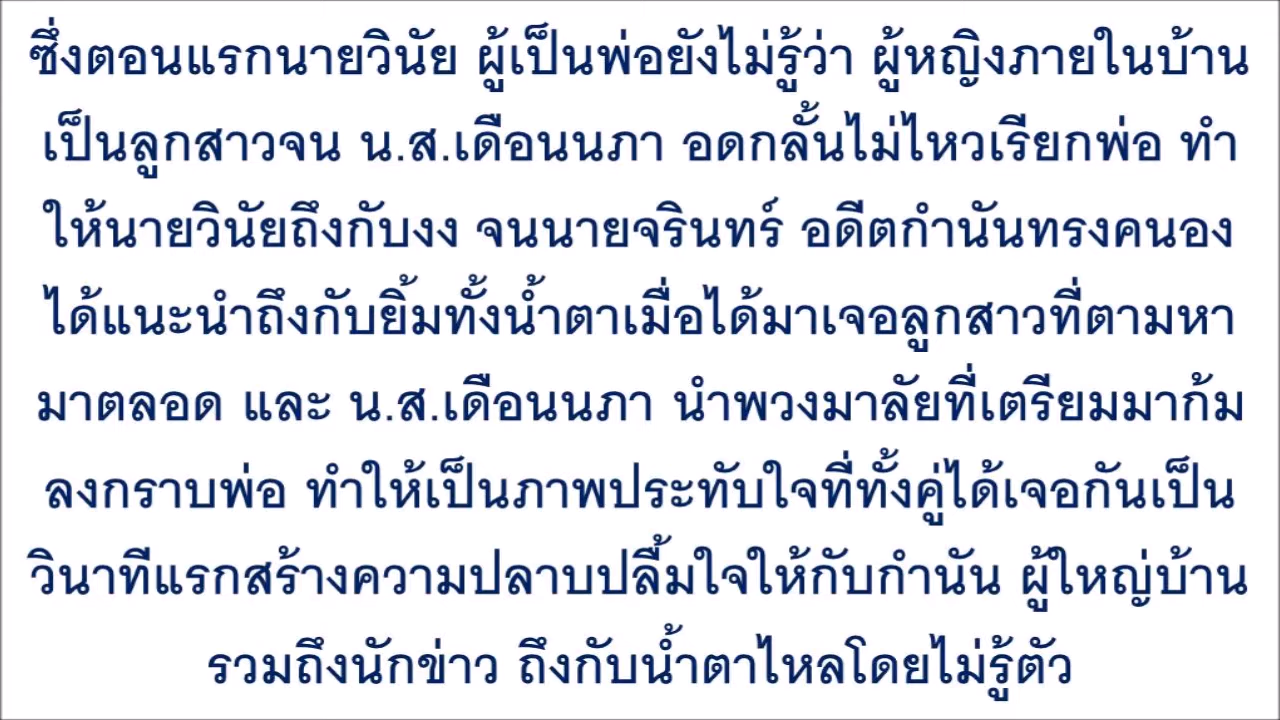 ซึ่งตอนแรกนายวินัย ผู้เป็นพ่อยังไม่รู้ว่า ผู้หญิงภายในบ้าน
เป็นลูกสาวจน น.ส.เดือนนภา อดกลั้นไม่ไหวเรียกพ่อ ทำ
ให้นายวินัยถึงกับงง จนนายจรินทร์ อดีตกำนันทรงคนอง
ได้แนะนำถึงกับยิ้มทั้งน้ำตาเมื่อได้มาเจอลูกสาวที่ตามหา
มาตลอด และ น.ส.เดือนนภา นำพวงมาลัยที่เตรียมมาก้ม
ลงกราบพ่อ ทำให้เป็นภาพประทับใจที่ทั้งคู่ได้เจอกันเป็น
วินาทีแรกสร้างความปลาบปลื้มใจให้กับกำนัน ผู้ใหญ่บ้าน
รวมถึงนักข่าว ถึงกับน้ำตาไหลโดยไม่รู้ตัว